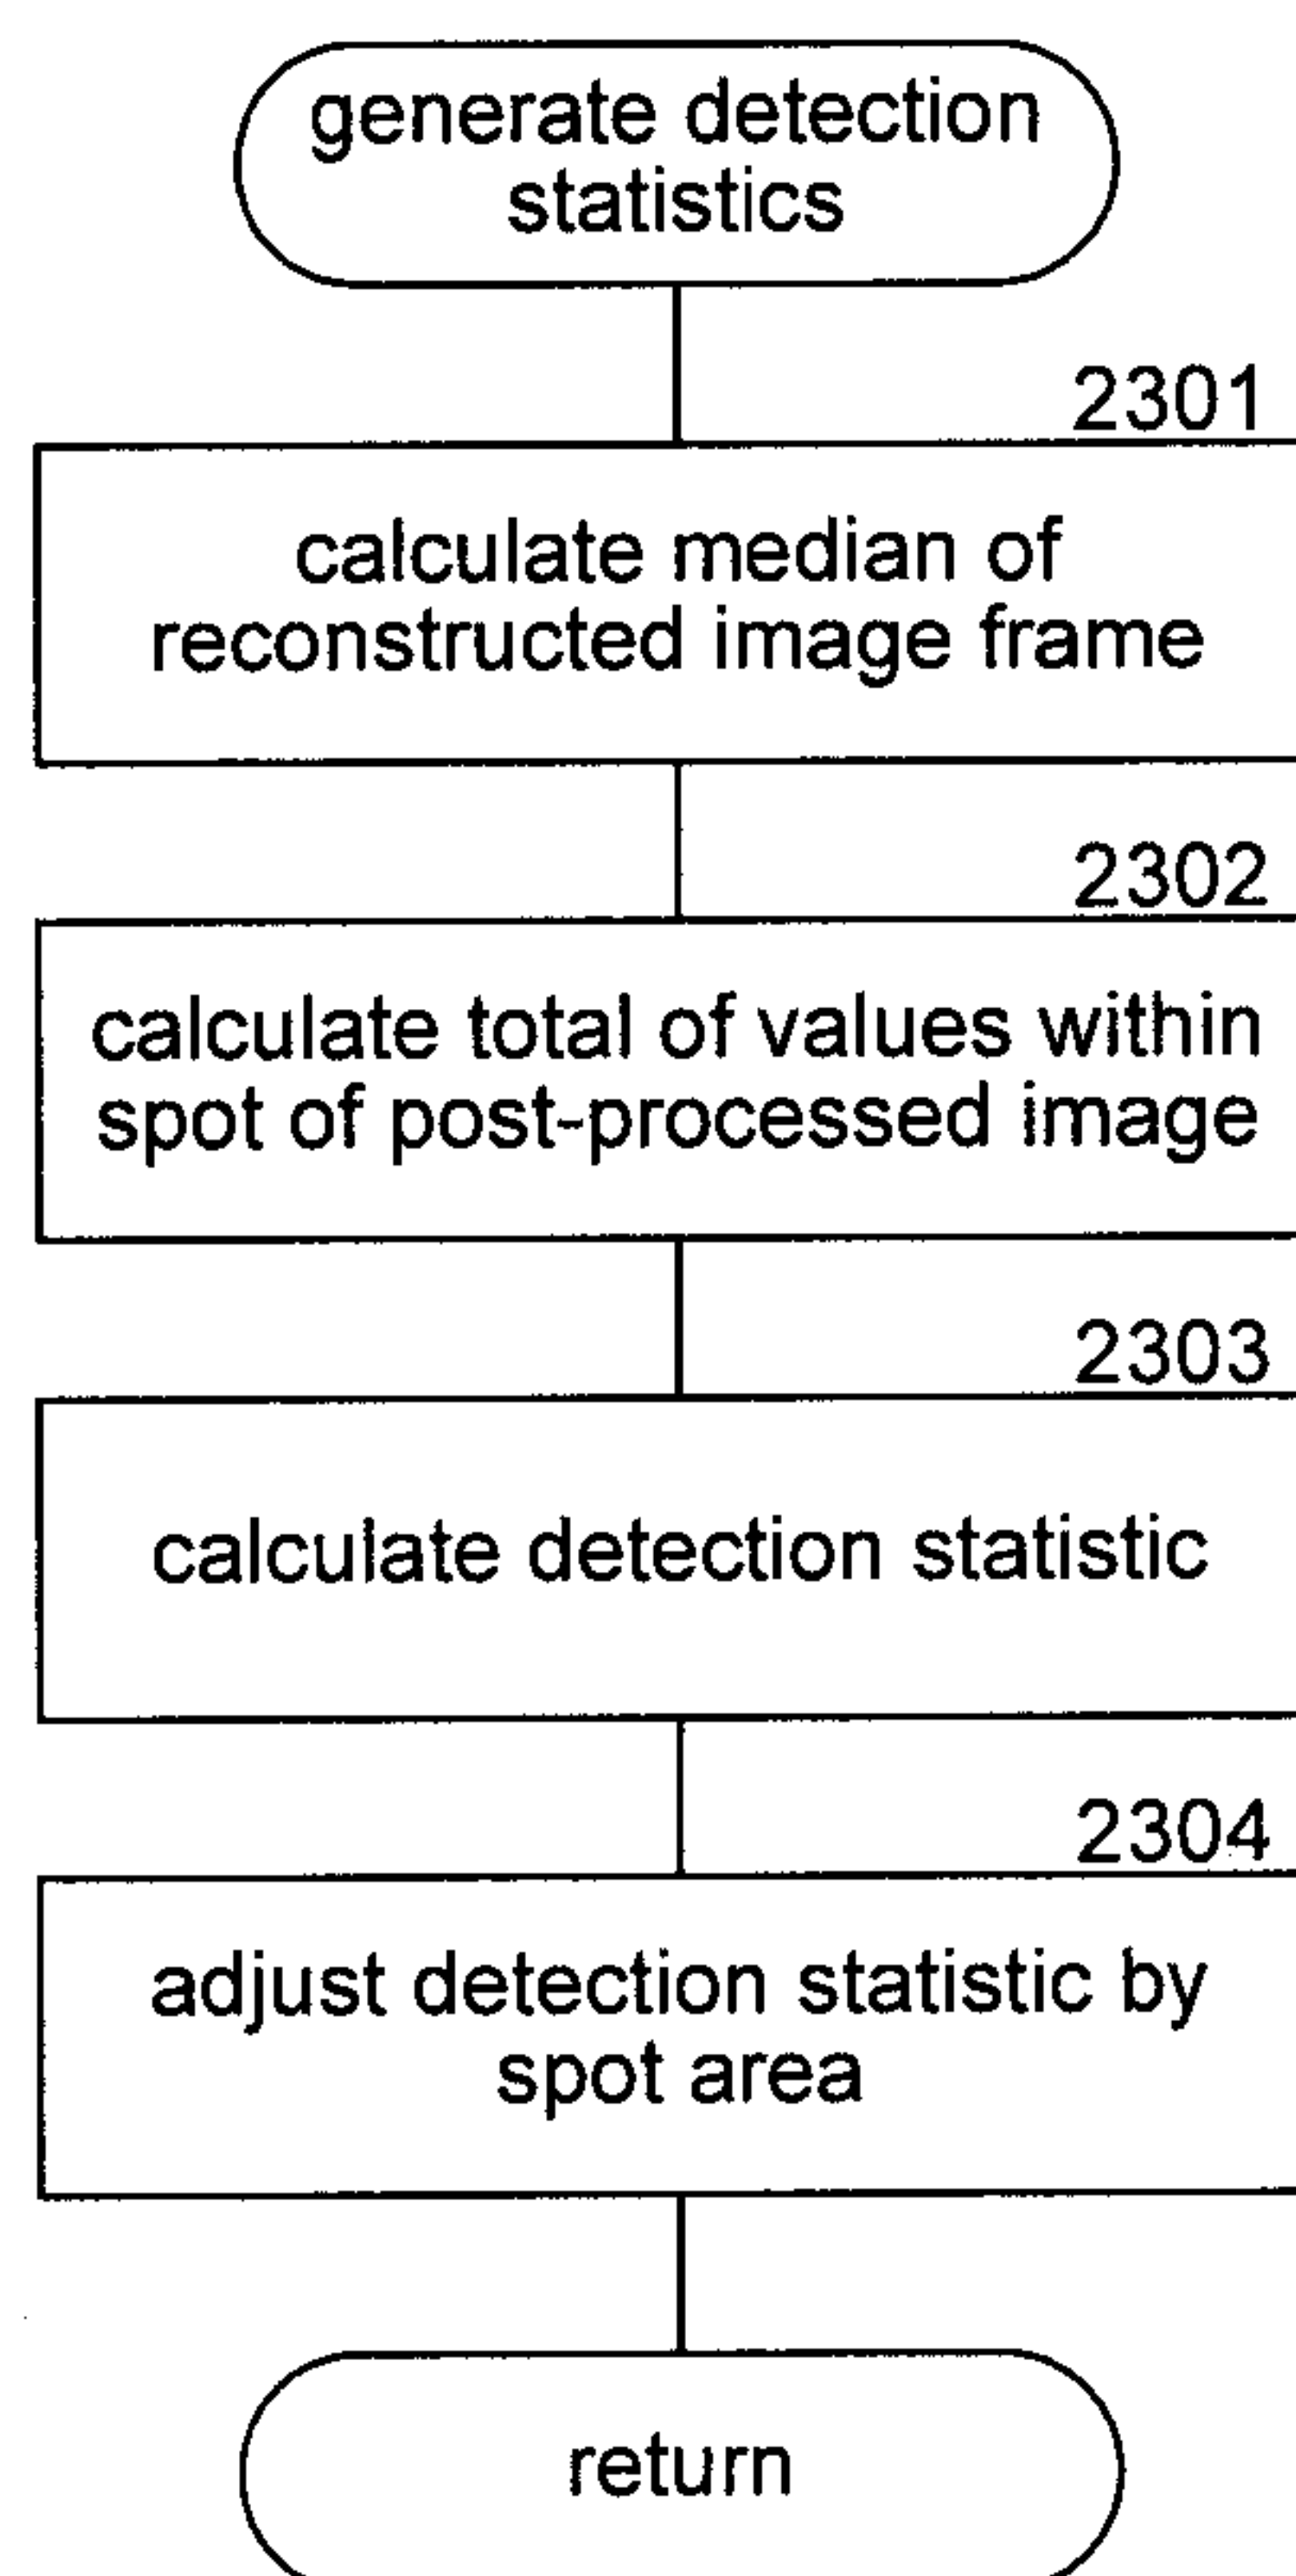 generate detection
statistics
2301
calculate median of
reconstructed image frame
2302
calculate total of values within
spot of post-processed image
2303
calculate detection statistic
2304
adjust detection statistic by
spot area
return